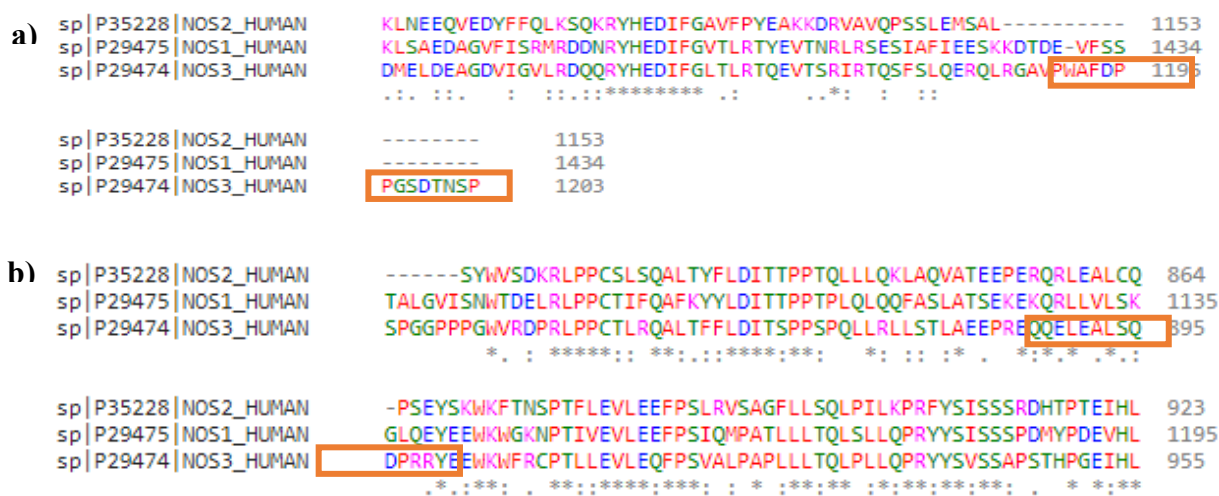 a)
sp|P35228|NOS2_HUMAN KLNEEQVEDYFFQLKSQKRYHEDIFGAVFPYEAKKDRVAVQPSSLEMSAL---------- 1153
sp|P29475|NOS1_HUMAN KLSAEDAGVFISRMRDDNRYHEDIFGVTLRTYEVTNRLRSESIAFIEESKKDTDE-VFSS 1434
sp|P29474|NOS3_HUMAN DMELDEAGDVIGVLRDQQRYHEDIFGLTLRTQEVTSRIRTQSFSLQERQLRGAVPWAFDP 1195
.:. ::. : ::.::******** .: ..*: : ::
sp|P35228|NOS2_HUMAN -------- 1153
sp|P29475|NOS1_HUMAN -------- 1434
sp|P29474|NOS3_HUMAN PGSDTNSP 1203
b)
sp|P35228|NOS2_HUMAN ------SYWVSDKRLPPCSLSQALTYFLDITTPPTQLLLQKLAQVATEEPERQRLEALCQ 864
sp|P29475|NOS1_HUMAN TALGVISNWTDELRLPPCTIFQAFKYYLDITTPPTPLQLQQFASLATSEKEKQRLLVLSK 1135
sp|P29474|NOS3_HUMAN SPGGPPPGWVRDPRLPPCTLRQALTFFLDITSPPSPQLLRLLSTLAEEPREQQELEALSQ 895
*. : *****:: **:.::****:**: *: :: :* . *:*.* .*.:
sp|P35228|NOS2_HUMAN -PSEYSKWKFTNSPTFLEVLEEFPSLRVSAGFLLSQLPILKPRFYSISSSRDHTPTEIHL 923
sp|P29475|NOS1_HUMAN GLQEYEEWKWGKNPTIVEVLEEFPSIQMPATLLLTQLSLLQPRYYSISSSPDMYPDEVHL 1195
sp|P29474|NOS3_HUMAN DPRRYEEWKWFRCPTLLEVLEQFPSVALPAPLLLTQLPLLQPRYYSVSSAPSTHPGEIHL 955
.*.:**: . **::****:***: : * :**:** :*:**:**:**: . * *:**